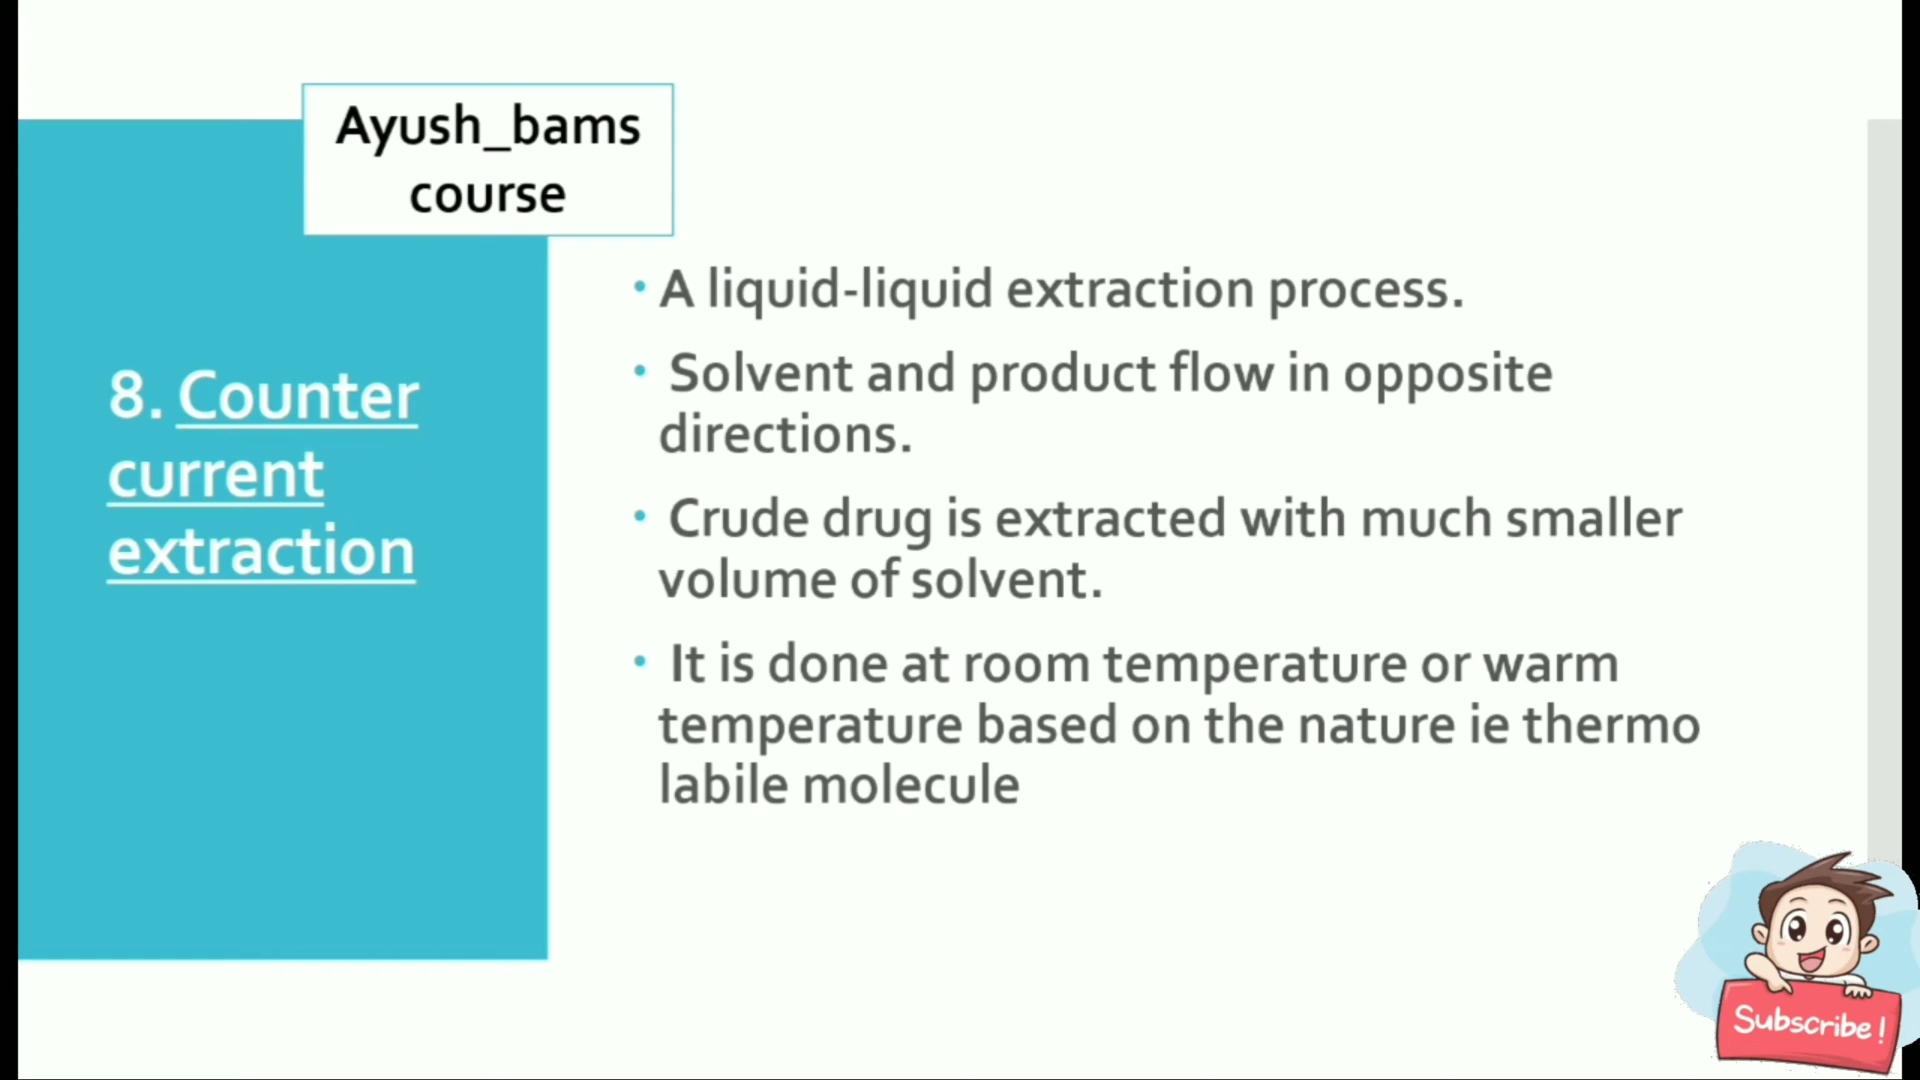 Ayush_bams
course
8. Counter
current
extraction
• A liquid-liquid extraction process.
• Solvent and product flow in opposite
directions.
• Crude drug is extracted with much smaller
volume of solvent.
• It is done at room temperature or warm
temperature based on the nature ie thermo
labile molecule
Subscribe!